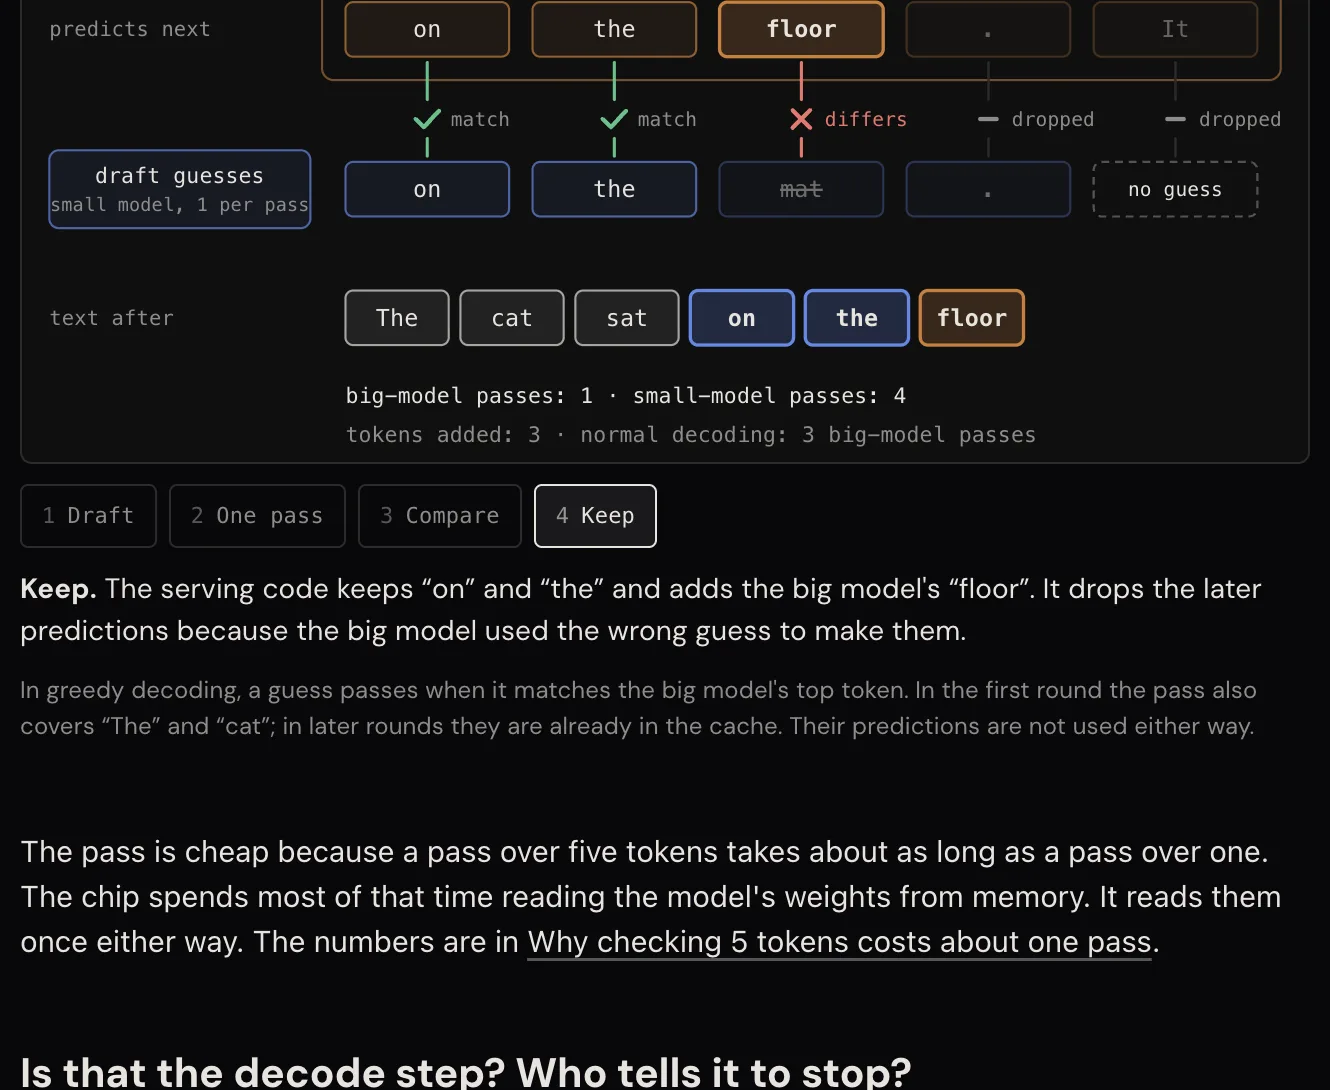 predicts next on the floor . It
match match differs dropped dropped
draft guesses
small model, 1 per pass
on the mat . no guess
text after The cat sat on the floor
big-model passes: 1 · small-model passes: 4
tokens added: 3 · normal decoding: 3 big-model passes
1 Draft 2 One pass 3 Compare 4 Keep
Keep. The serving code keeps “on” and “the” and adds the big model's “floor”. It drops the later
predictions because the big model used the wrong guess to make them.
In greedy decoding, a guess passes when it matches the big model's top token. In the first round the pass also
covers “The” and “cat”; in later rounds they are already in the cache. Their predictions are not used either way.
The pass is cheap because a pass over five tokens takes about as long as a pass over one.
The chip spends most of that time reading the model's weights from memory. It reads them
once either way. The numbers are in Why checking 5 tokens costs about one pass.
Is that the decode step? Who tells it to stop?